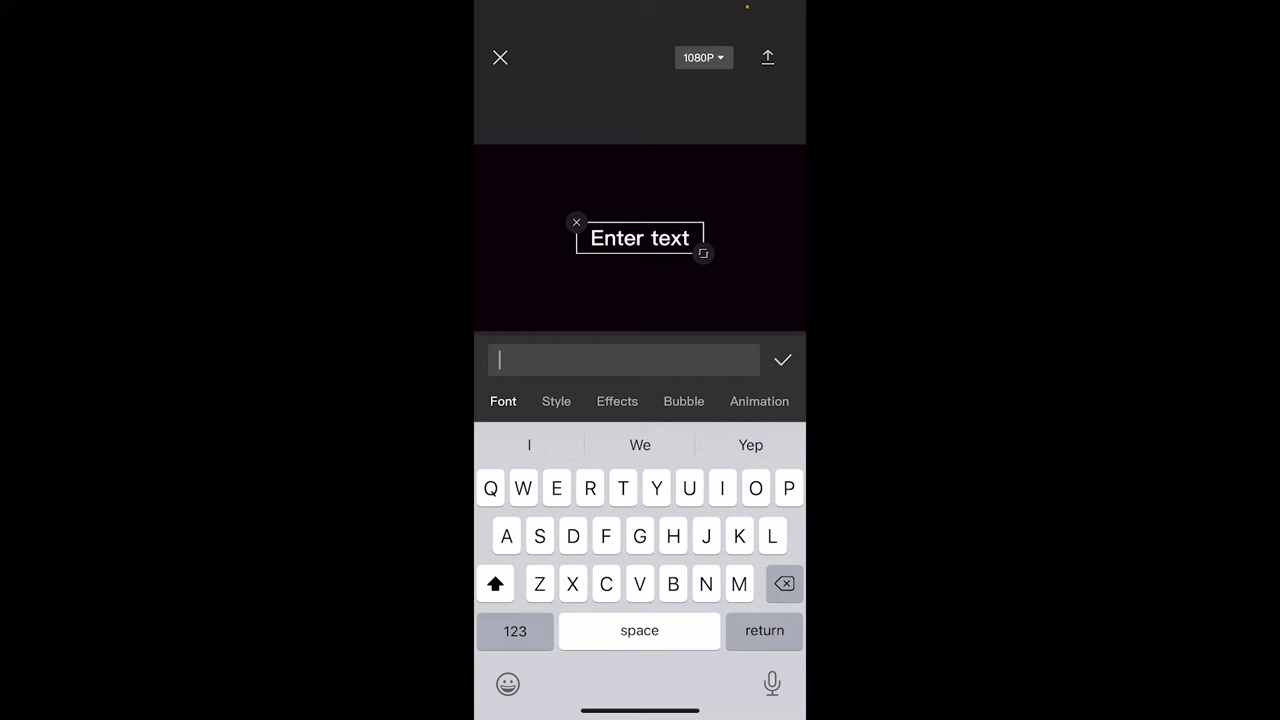 1080P
Enter text
Font Style Effects Bubble Animation
I We Yep
Q W E R T Y U I O P
A S D F G H J K L
Z X C V B N M
123 space return